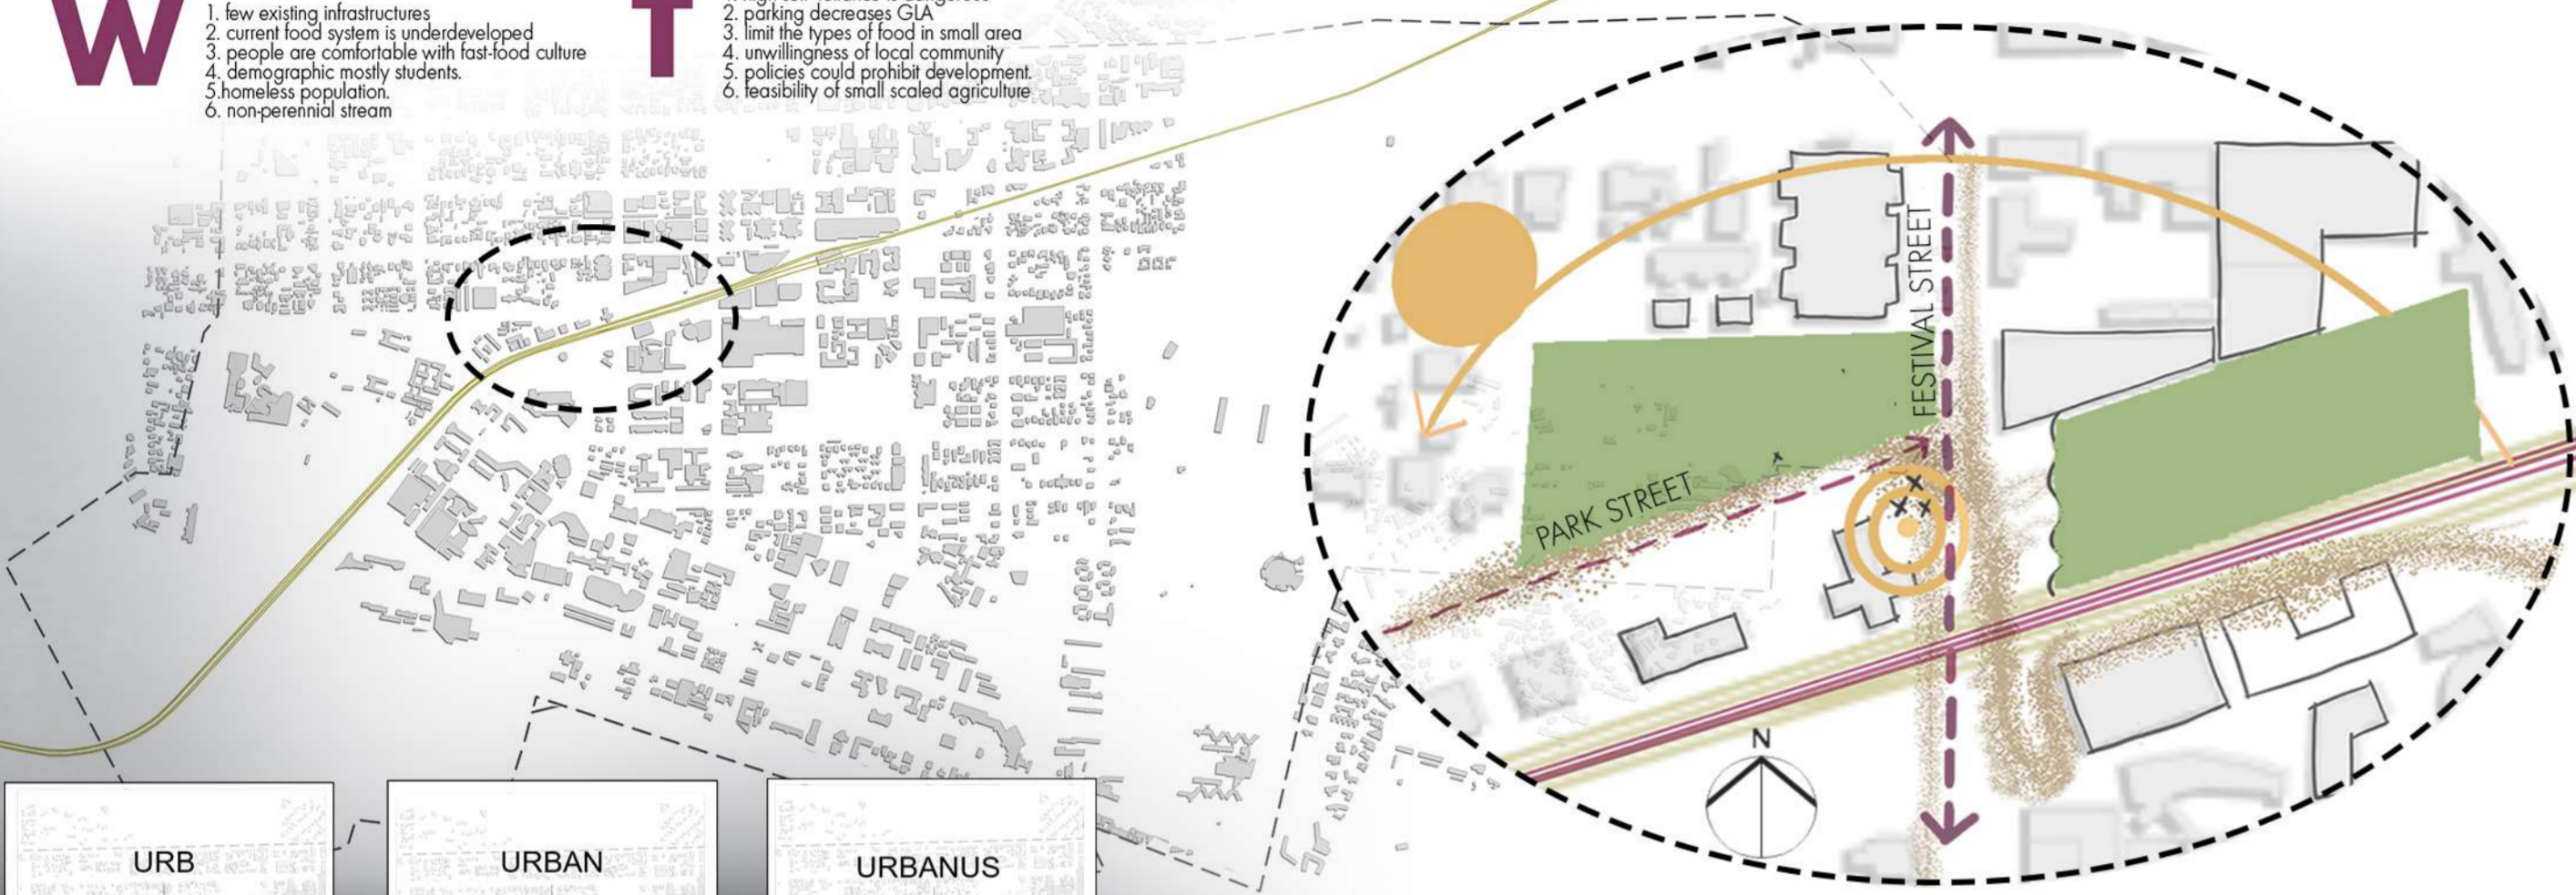 W
1. few existing infrastructures
2. current food system is underdeveloped
3. people are comfortable with fast-food culture
4. demographic mostly students.
5.homeless population.
6. non-perennial stream
T
2. parking decreases GLA
3. limit the types of food in small area
4. unwillingness of local community
5. policies could prohibit development.
6. feasibility of small scaled agriculture
FESTIVAL STREET
PARK STREET
N
URB
URBAN
URBANUS